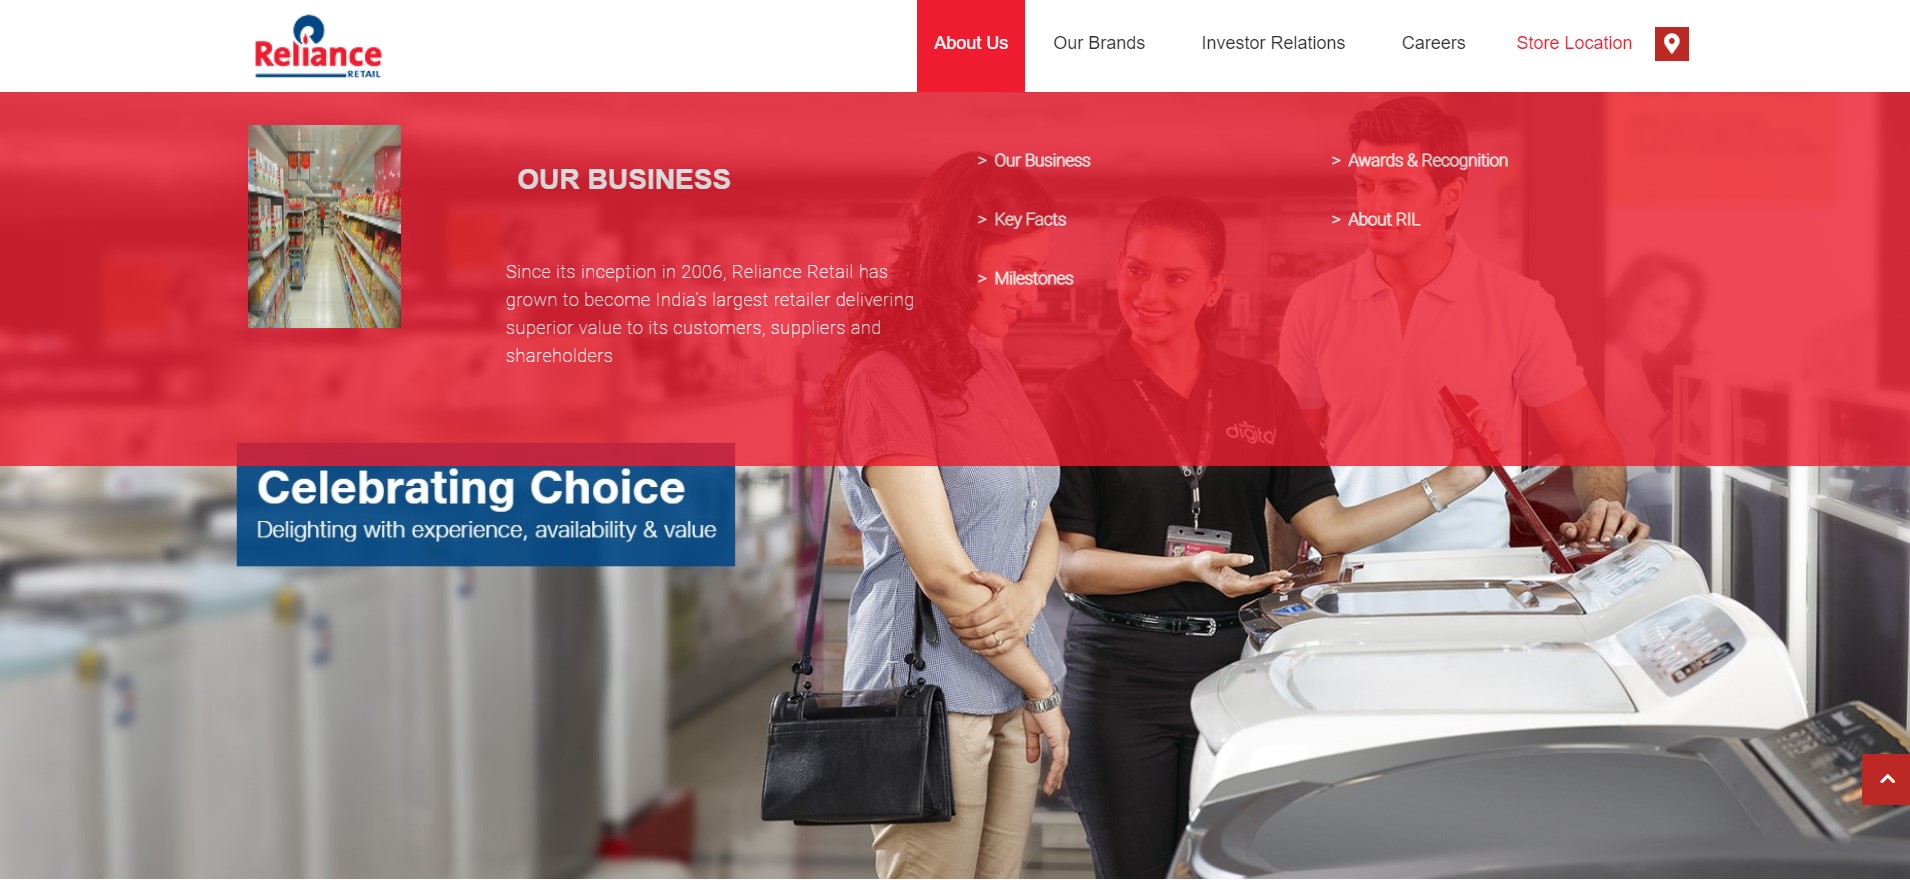 Reliance
RETAIL
About Us
Our Brands
Investor Relations
Careers
Store Location
OUR BUSINESS
Since its inception in 2006, Reliance Retail has
grown to become India's largest retailer delivering
superior value to its customers, suppliers and
shareholders
> Our Business
> Key Facts
> Milestones
> Awards & Recognition
> About RIL
digital
Celebrating Choice
Delighting with experience, availability & value